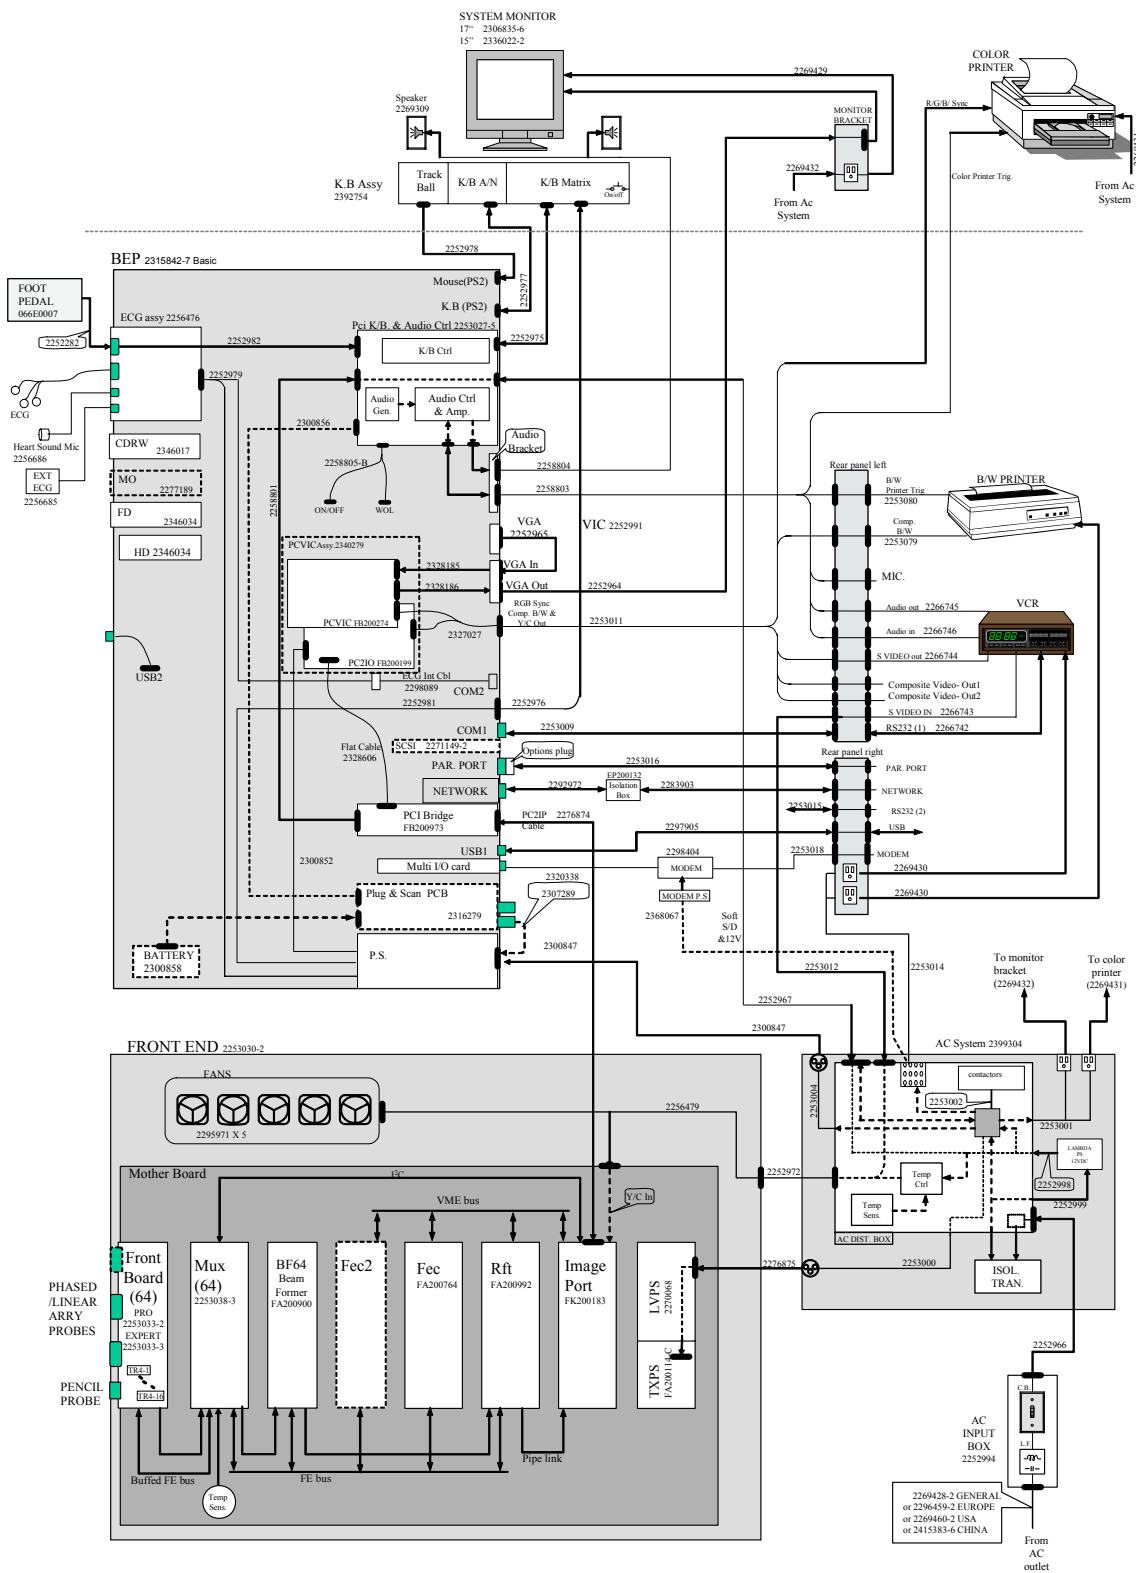 SYSTEM MONITOR
17" 2306835-6
15" 2336022-2
COLOR
PRINTER
2269429
Speaker
2269309
MONITOR
BRACKET
R/G/B/ Sync
K.B Assy
2392754
Track
Ball
K/B A/N
K/B Matrix
On/off
2269432
From Ac
System
Color Printer Trig.
From Ac
System
BEP 2315842-7 Basic
2252978
2252977
Mouse(PS2)
K.B (PS2)
FOOT
PEDAL
066E0007
2252282
ECG assy 2256476
Pci K/B. & Audio Ctrl 2253027-5
2252982
2252975
K/B Ctrl
2252979
ECG
Audio
Gen.
Audio Ctrl
& Amp.
2300856
Heart Sound Mic
2256686
EXT
ECG
2256685
CDRW
2346017
MO
2277189
FD
2346034
HD 2346034
2258801
2258805-B
ON/OFF
WOL
Audio
Bracket
2258804
2258803
Rear panel left
B/W
Printer Trig
2253080
B/W PRINTER
VGA
2252965
VIC 2252991
Comp.
B/W
2253079
PCVIC Assy.2340279
2328185
VGA In
2328186
VGA Out
2252964
MIC.
PCVIC FB200274
2327027
RGB Sync
Comp. B/W &
Y/C Out
2253011
Audio out 2266745
VCR
Audio in 2266746
PC2IO FB200199
S VIDEO out 2266744
USB2
ECG Int Cbl
2298089
COM2
Composite Video- Out1
Composite Video- Out2
2252981
2252976
S VIDEO IN 2266743
COM1
2253009
RS232 (1) 2266742
Flat Cable
2328606
SCSI 2271149-2
Options plug
Rear panel right
PAR. PORT
2253016
PAR. PORT
NETWORK
2292972
EP200132
Isolation
Box
2283903
NETWORK
PCI Bridge
FB200973
PC2IP
Cable
2276874
2253015
RS232 (2)
2297905
USB
USB1
2300852
Multi I/O card
2298404
MODEM
2253018
MODEM
2269430
Plug & Scan PCB
2316279
2320338
2307289
MODEM P.S.
2368067
2269430
Soft
S/D
&12V
BATTERY
2300858
P.S.
2300847
2253012
2253014
To monitor
bracket
(2269432)
To color
printer
(2269431)
2252967
2300847
FRONT END 2253030-2
AC System 2399304
FANS
2295971 X 5
2256479
2253004
contactors
2253002
2253001
LAMBDA
PS
12VDC
2252998
2252999
Mother Board
I²C
VME bus
Y/C In
2252972
Temp
Ctrl
Temp
Sens.
AC DIST. BOX
PHASED
/LINEAR
ARRY
PROBES
PENCIL
PROBE
Front
Board
(64)
PRO
2253033-2
EXPERT
2253033-3
TR4-1
TR4-16
Mux
(64)
2253038-3
BF64
Beam
Former
FA200900
Fec2
Fec
FA200764
Rft
FA200992
Image
Port
FK200183
LVPS
2270068
TXPS
FA200114-C
2276875
2253000
ISOL.
TRAN.
2252966
Buffed FE bus
FE bus
Pipe link
Temp
Sens.
C.B.
L.F.
AC
INPUT
BOX
2252994
2269428-2 GENERAL
or 2296459-2 EUROPE
or 2269460-2 USA
or 2415383-6 CHINA
From
AC
outlet